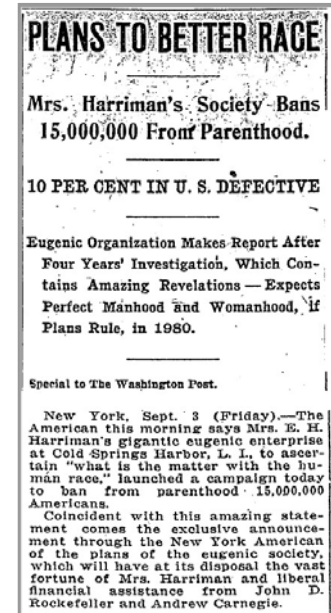 PLANS TO BETTER RACE
Mrs. Harriman's Society Bans
15,000,000 From Parenthood.
10 PER CENT IN U. S. DEFECTIVE
Eugenic Organization Makes Report After
Four Years' Investigation, Which Con-
tains Amazing Revelations — Expects
Perfect Manhood and Womanhood, if
Plans Rule, in 1980.
Special to The Washington Post.
New York, Sept. 3 (Friday).—The
American this morning says Mrs. E. H.
Harriman's gigantic eugenic enterprise
at Cold Springs Harbor, L. I., to ascer-
tain "what is the matter with the hu-
man race," launched a campaign today
to ban from parenthood 15,000,000
Americans.
Coincident with this amazing state-
ment comes the exclusive announce-
ment through the New York American
of the plans of the eugenic society,
which will have at its disposal the vast
fortune of Mrs. Harriman and liberal
financial assistance from John D.
Rockefeller and Andrew Carnegie.